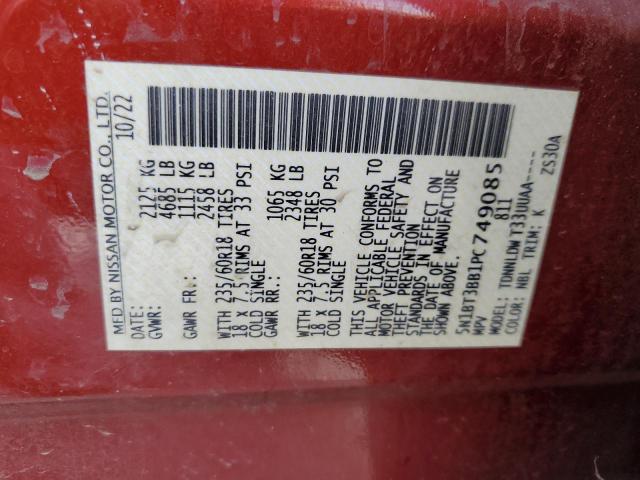 MFD BY NISSAN MOTOR CO., LTD.
DATE: 10/22
GVWR: 2125 KG
4685 LB
GAWR FR: 1115 KG
2458 LB
WITH 235/60R18 TIRES
18 x 7.5 RIMS AT 33 PSI
COLD SINGLE
GAWR RR: 1065 KG
2348 LB
WITH 235/60R18 TIRES
18 x 7.5 RIMS AT 30 PSI
COLD SINGLE
THIS VEHICLE CONFORMS TO
ALL APPLICABLE FEDERAL
MOTOR VEHICLE SAFETY AND
THEFT PREVENTION
STANDARDS IN EFFECT ON
THE DATE OF MANUFACTURE
SHOWN ABOVE.
5N1BT3BB1PC749085
MPV 811
MODEL: TDNNLDWT33UUAA-----
COLOR: NBL TRIM: K ZS30A